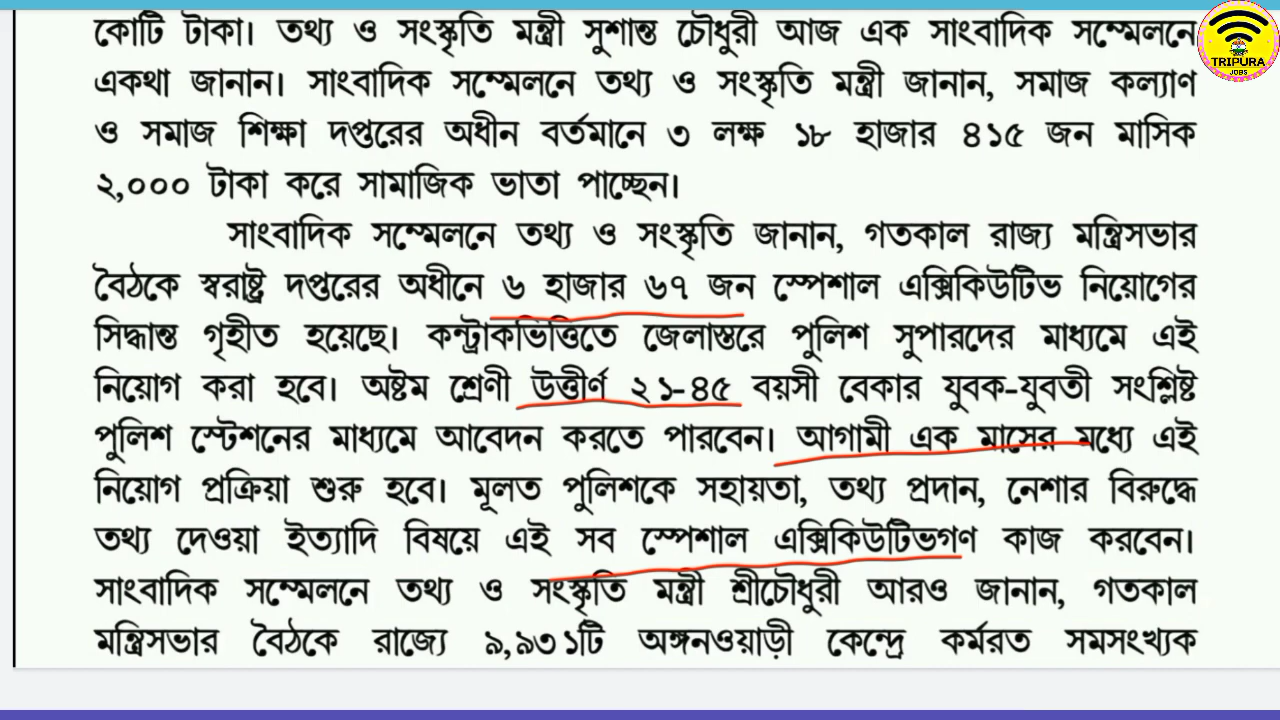 কোটি টাকা। তথ্য ও সংস্কৃতি মন্ত্রী সুশান্ত চৌধুরী আজ এক সাংবাদিক সম্মেলনে
একথা জানান। সাংবাদিক সম্মেলনে তথ্য ও সংস্কৃতি মন্ত্রী জানান, সমাজ কল্যাণ
ও সমাজ শিক্ষা দপ্তরের অধীন বর্তমানে ৩ লক্ষ ১৮ হাজার ৪১৫ জন মাসিক
২,০০০ টাকা করে সামাজিক ভাতা পাচ্ছেন।
সাংবাদিক সম্মেলনে তথ্য ও সংস্কৃতি জানান, গতকাল রাজ্য মন্ত্রিসভার
বৈঠকে স্বরাষ্ট্র দপ্তরের অধীনে ৬ হাজার ৬৭ জন স্পেশাল এক্সিকিউটিভ নিয়োগের
সিদ্ধান্ত গৃহীত হয়েছে। কন্ট্রাকভিত্তিতে জেলাস্তরে পুলিশ সুপারদের মাধ্যমে এই
নিয়োগ করা হবে। অষ্টম শ্রেণী উত্তীর্ণ ২১-৪৫ বয়সী বেকার যুবক-যুবতী সংশ্লিষ্ট
পুলিশ স্টেশনের মাধ্যমে আবেদন করতে পারবেন। আগামী এক মাসের মধ্যে এই
নিয়োগ প্রক্রিয়া শুরু হবে। মূলত পুলিশকে সহায়তা, তথ্য প্রদান, নেশার বিরুদ্ধে
তথ্য দেওয়া ইত্যাদি বিষয়ে এই সব স্পেশাল এক্সিকিউটিভগণ কাজ করবেন।
সাংবাদিক সম্মেলনে তথ্য ও সংস্কৃতি মন্ত্রী শ্রীচৌধুরী আরও জানান, গতকাল
মন্ত্রিসভার বৈঠকে রাজ্যে ৯,৯৩১টি অঙ্গনওয়াড়ী কেন্দ্রে কর্মরত সমসংখ্যক
TRIPURA
JOBS